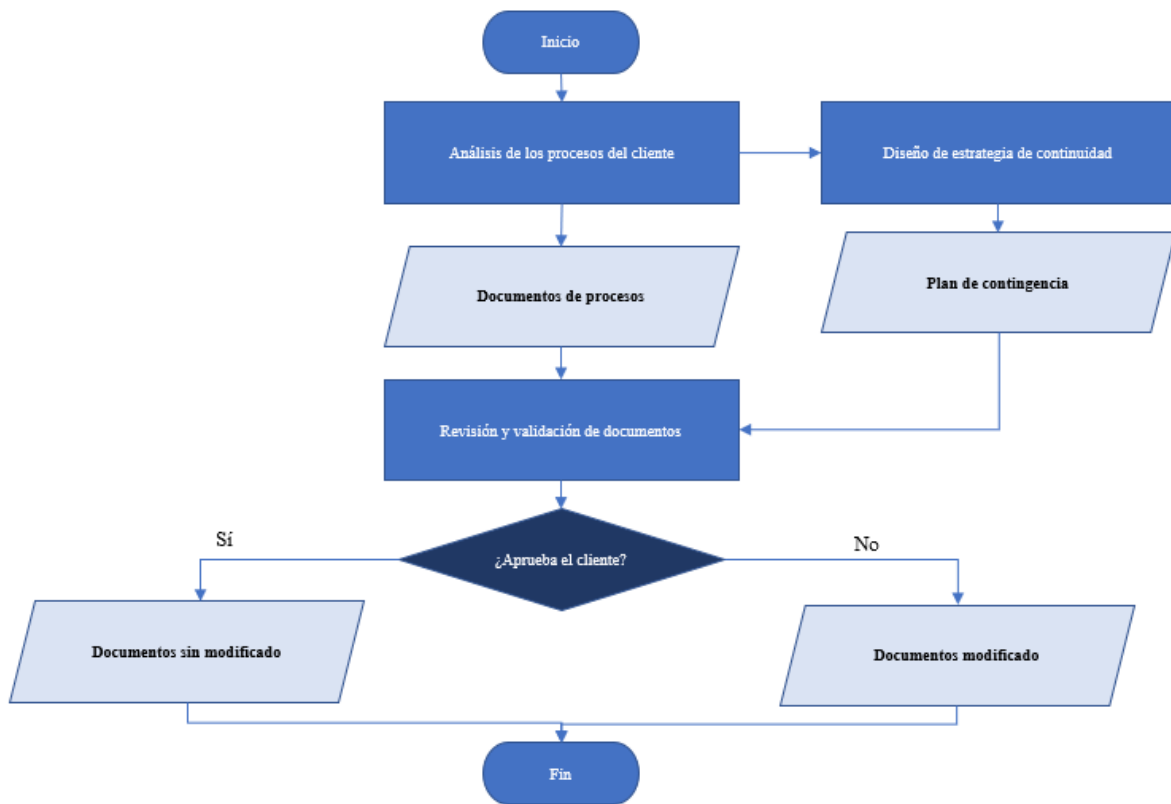 Inicio
Análisis de los procesos del cliente
Diseño de estrategia de continuidad
Documentos de procesos
Plan de contingencia
Revisión y validación de documentos
Sí
¿Aprueba el cliente?
No
Documentos sin modificado
Documentos modificado
Fin